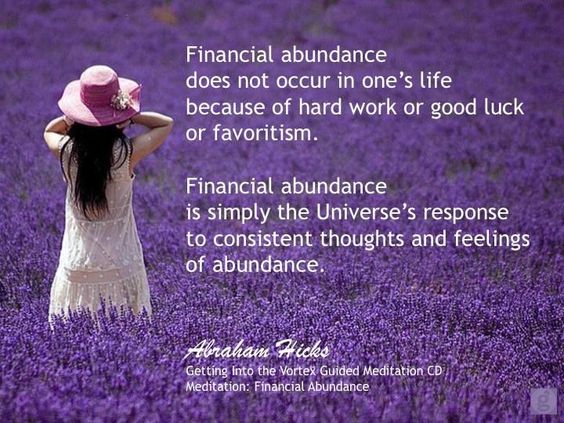 Financial abundance
does not occur in one's life
because of hard work or good luck
or favoritism.
Financial abundance
is simply the Universe's response
to consistent thoughts and feelings
of abundance.
Abraham Hicks
Getting Into the Vortex Guided Meditation CD
Meditation: Financial Abundance
g